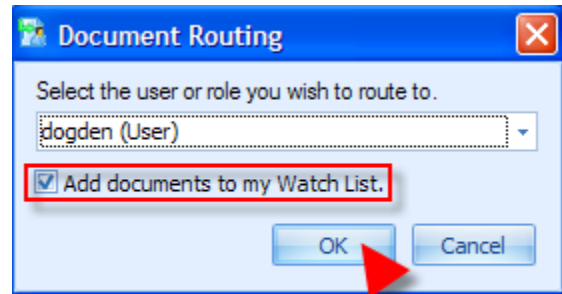 Document Routing
Select the user or role you wish to route to.
dogden (User)
Add documents to my Watch List.
OK
Cancel